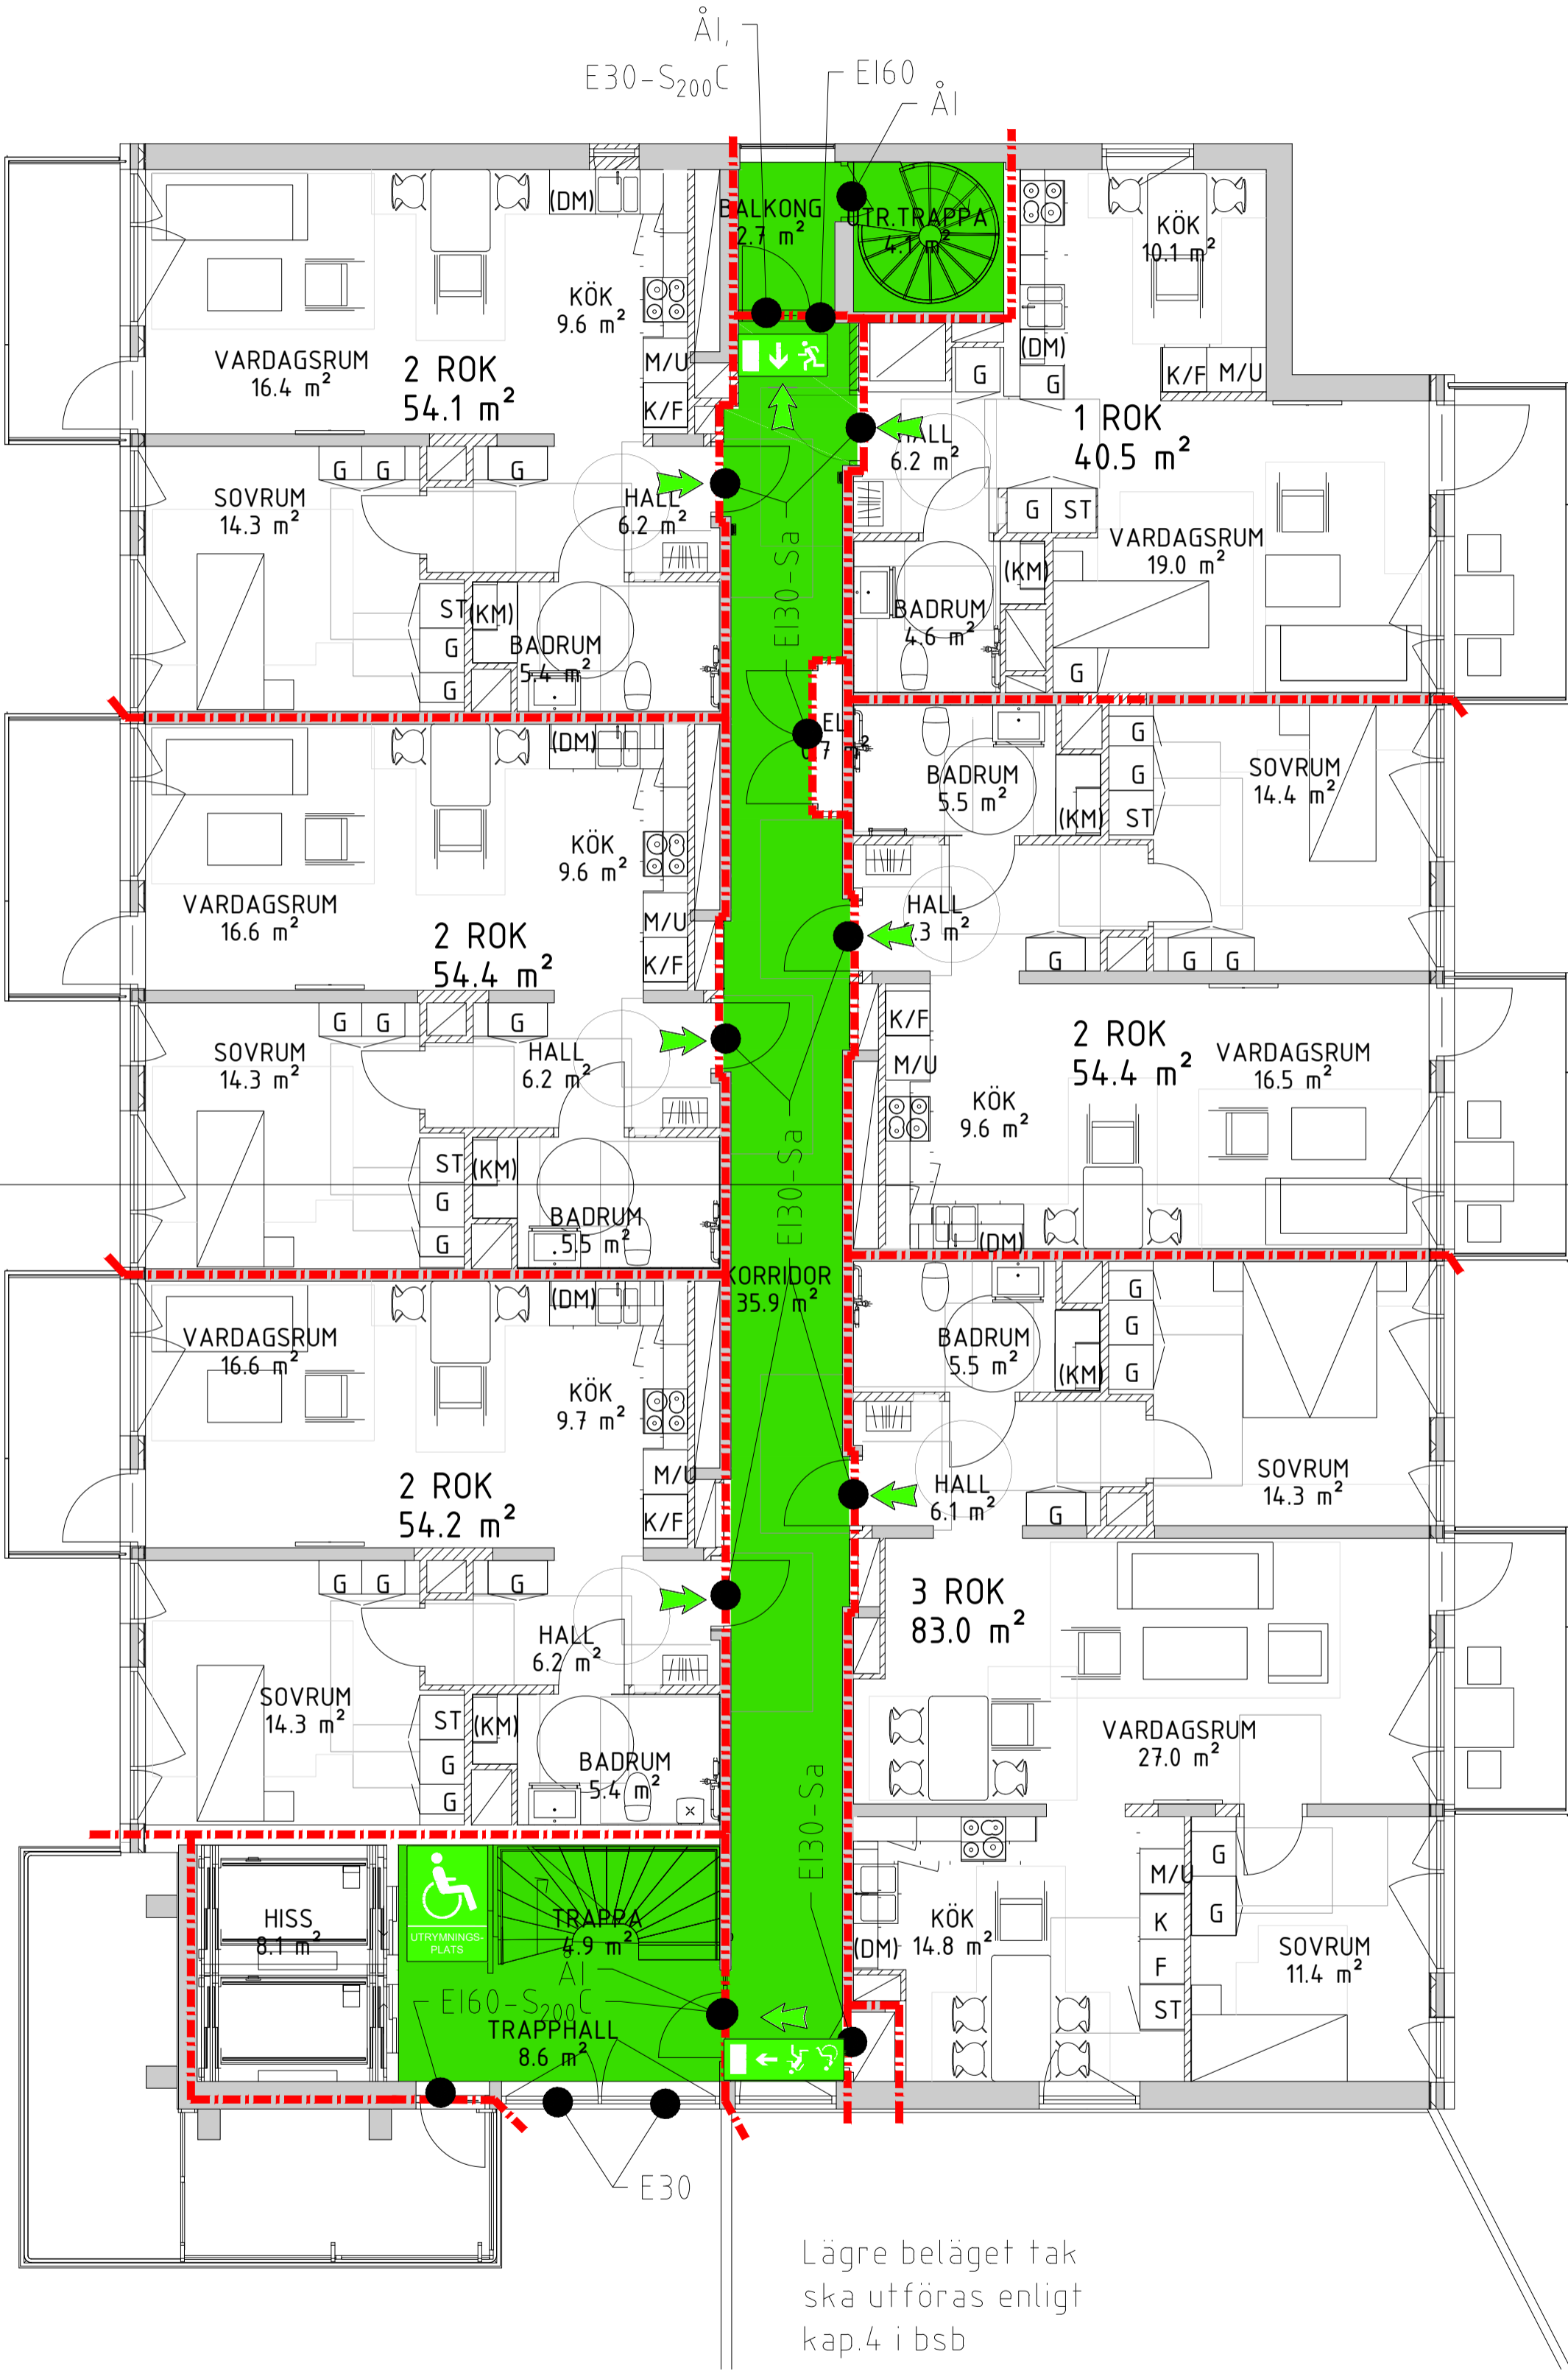 ÅI,
E30-S200C
EI60
ÅI
BALKONG
2.7 m²
UTR.TRAPPA
4.1 m²
(DM)
KÖK
9.6 m²
VARDAGSRUM
16.4 m²
2 ROK
54.1 m²
M/U
K/F
KÖK
10.1 m²
(DM)
G
G
K/F
M/U
1 ROK
40.5 m²
HALL
6.2 m²
G
G
G
SOVRUM
14.3 m²
HALL
6.2 m²
G
ST
VARDAGSRUM
19.0 m²
EI30-Sa
(KM)
BADRUM
4.6 m²
G
ST
(KM)
G
G
BADRUM
5.4 m²
EL
(DM)
KÖK
9.6 m²
VARDAGSRUM
16.6 m²
2 ROK
54.4 m²
M/U
K/F
BADRUM
5.5 m²
(KM)
G
G
ST
SOVRUM
14.4 m²
HALL
G
G
G
G
G
G
SOVRUM
14.3 m²
HALL
6.2 m²
K/F
M/U
2 ROK
54.4 m²
VARDAGSRUM
16.5 m²
KÖK
9.6 m²
(DM)
EI30-Sa
ST
G
G
(KM)
BADRUM
5.5 m²
KORRIDOR
35.9 m²
(DM)
VARDAGSRUM
16.6 m²
KÖK
9.7 m²
2 ROK
54.2 m²
M/U
K/F
BADRUM
5.5 m²
(KM)
G
G
G
HALL
6.1 m²
G
SOVRUM
14.3 m²
G
G
G
HALL
6.2 m²
SOVRUM
14.3 m²
ST
G
G
(KM)
BADRUM
5.4 m²
3 ROK
83.0 m²
VARDAGSRUM
27.0 m²
EI30-Sa
HISS
8.1 m²
UTRYMNINGS-
PLATS
TRAPPA
4.9 m²
ÅI
EI60-S200C
TRAPPHALL
8.6 m²
KÖK
14.8 m²
(DM)
M/U
K
F
ST
G
G
SOVRUM
11.4 m²
E30
Lägre beläget tak
ska utföras enligt
kap.4 i bsb